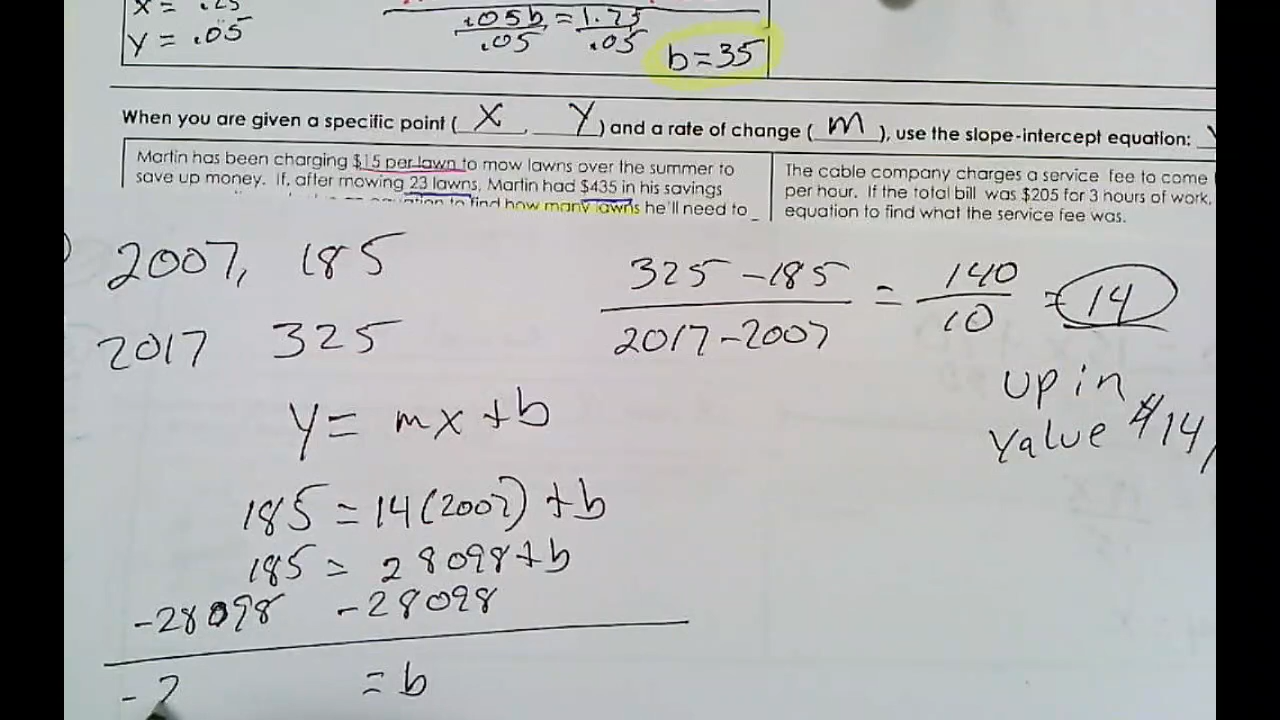 x = .25
y = .05
.05b = 1.75
.05 .05
b=35
When you are given a specific point ( X , Y ) and a rate of change ( m ), use the slope-intercept equation:
Martin has been charging $15 per lawn to mow lawns over the summer to
save up money. If, after mowing 23 lawns, Martin had $435 in his savings
equation to find how many lawns he'll need to
The cable company charges a service fee to come
per hour. If the total bill was $205 for 3 hours of work,
equation to find what the service fee was.
2007, 185
2017 325
325 - 185 = 140 = 14
2017 - 2007 10
up in
value $14/
y = mx + b
185 = 14(2007) + b
185 = 28098 + b
-28098 -28098
-2 = b